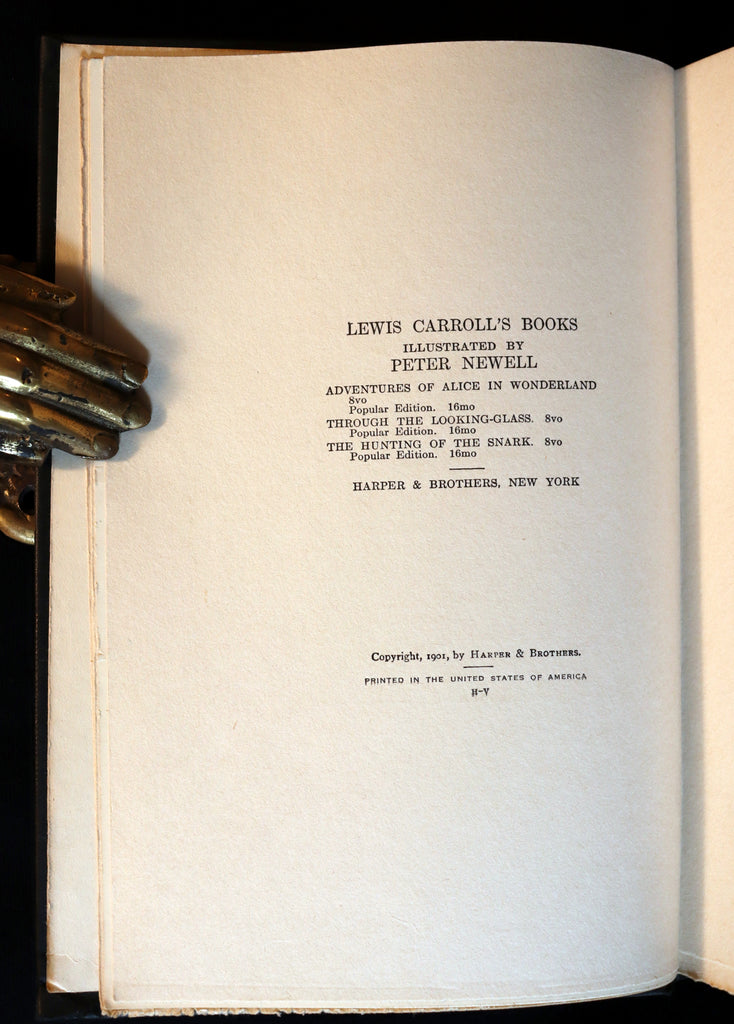 LEWIS CARROLL'S BOOKS
ILLUSTRATED BY
PETER NEWELL
ADVENTURES OF ALICE IN WONDERLAND
8vo
Popular Edition. 16mo
THROUGH THE LOOKING-GLASS. 8vo
Popular Edition. 16mo
THE HUNTING OF THE SNARK. 8vo
Popular Edition. 16mo
HARPER & BROTHERS, NEW YORK
Copyright, 1901, by HARPER & BROTHERS.
PRINTED IN THE UNITED STATES OF AMERICA
H-V